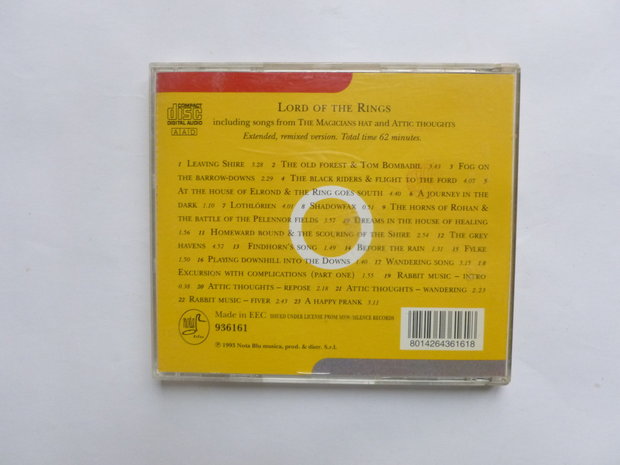 COMPACT
disc
DIGITAL AUDIO
A A D
LORD OF THE RINGS
including songs from THE MAGICIANS HAT and ATTIC THOUGHTS
Extended, remixed version. Total time 62 minutes.
1 LEAVING SHIRE 3.28 2 THE OLD FOREST & TOM BOMBADIL 3.43 3 FOG ON
THE BARROW-DOWNS 2.29 4 THE BLACK RIDERS & FLIGHT TO THE FORD 4.07 5
AT THE HOUSE OF ELROND & THE RING GOES SOUTH 4.40 6 A JOURNEY IN THE
DARK 1.10 7 LOTHLÓRIEN 4.01 8 SHADOWFAX 0.51 9 THE HORNS OF ROHAN &
THE BATTLE OF THE PELENNOR FIELDS 3.57 10 DREAMS IN THE HOUSE OF HEALING
1.56 11 HOMEWARD BOUND & THE SCOURING OF THE SHIRE 2.54 12 THE GREY
HAVENS 4.57 13 FINDHORN'S SONG 1.49 14 BEFORE THE RAIN 1.31 15 FYLKE
1.50 16 PLAYING DOWNHILL INTO THE DOWNS 1.40 17 WANDERING SONG 3.15 18
EXCURSION WITH COMPLICATIONS (PART ONE) 1.55 19 RABBIT MUSIC – INTRO
0.38 20 ATTIC THOUGHTS – REPOSE 2.18 21 ATTIC THOUGHTS – WANDERING 2.23
22 RABBIT MUSIC – FIVER 2.43 23 A HAPPY PRANK 3.11
Made in EEC ISSUED UNDER LICENSE FROM SILENCE RECORDS
936161
℗ 1993 Nota Blu musica, prod. & distr. S.r.l.
8014264361618